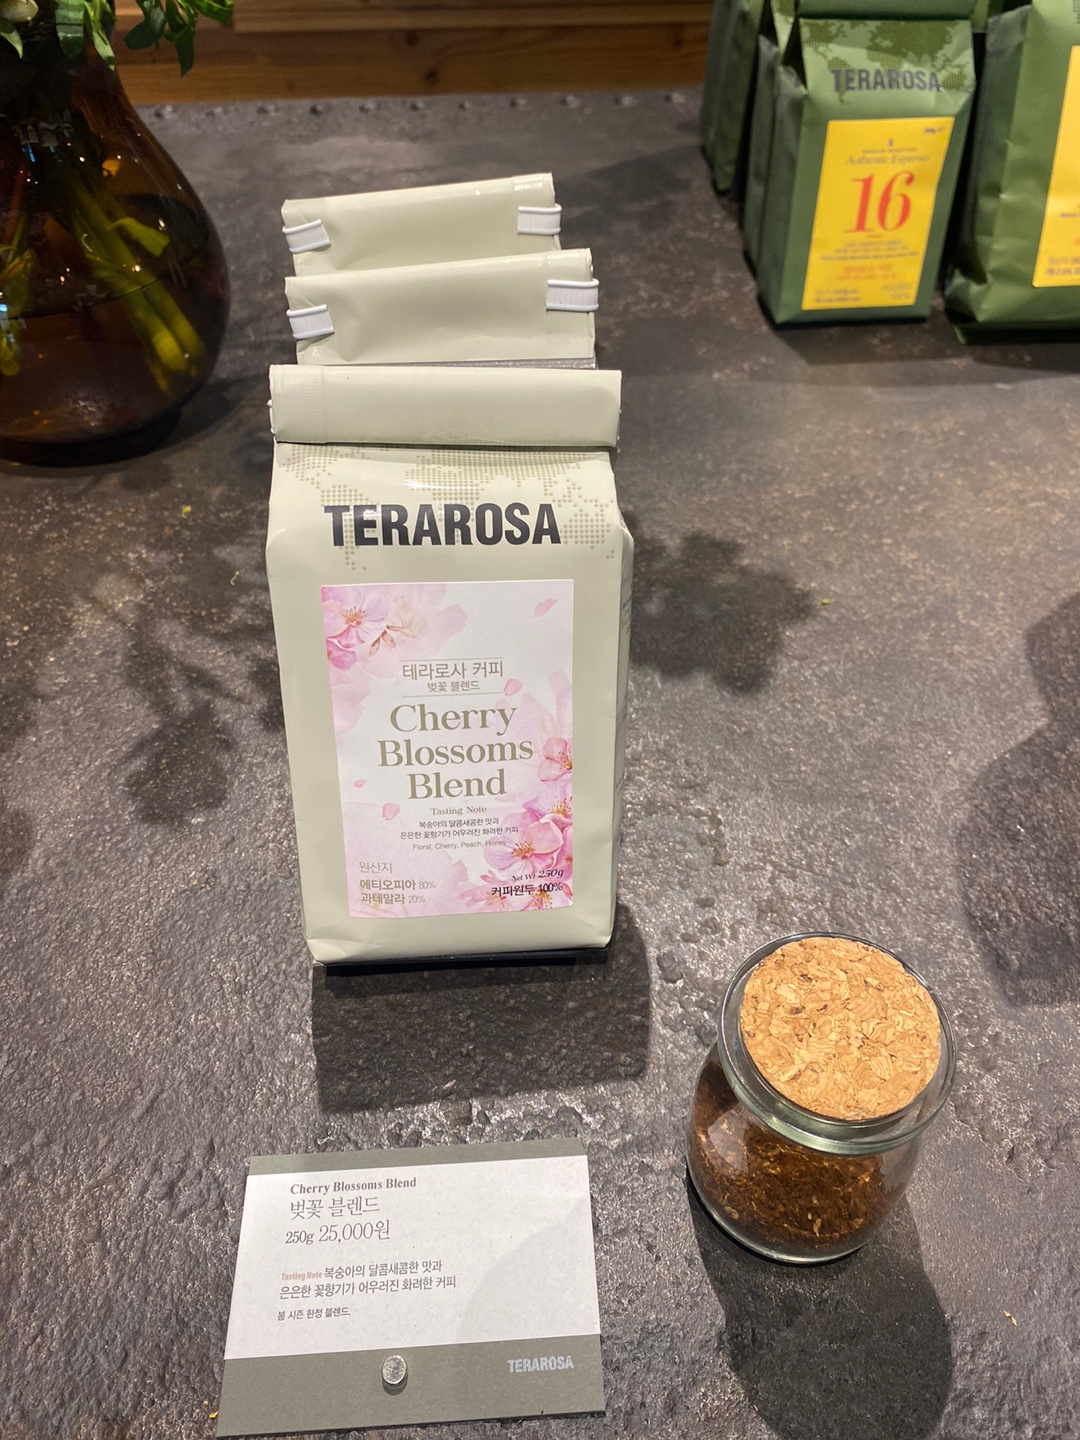 TERAROSA
Authentic Espresso
16
TERAROSA
테라로사 커피
벚꽃 블렌드
Cherry
Blossoms
Blend
Tasting Note
복숭아의 달콤새콤한 맛과
은은한 꽃향기가 어우러진 화려한 커피
Floral, Cherry, Peach, Honey
원산지
에티오피아 80%
과테말라 20%
Net Wt 250g
커피원두 100%
Cherry Blossoms Blend
벚꽃 블렌드
250g 25,000원
Tasting Note 복숭아의 달콤새콤한 맛과
은은한 꽃향기가 어우러진 화려한 커피
봄 시즌 한정 블렌드.
TERAROSA